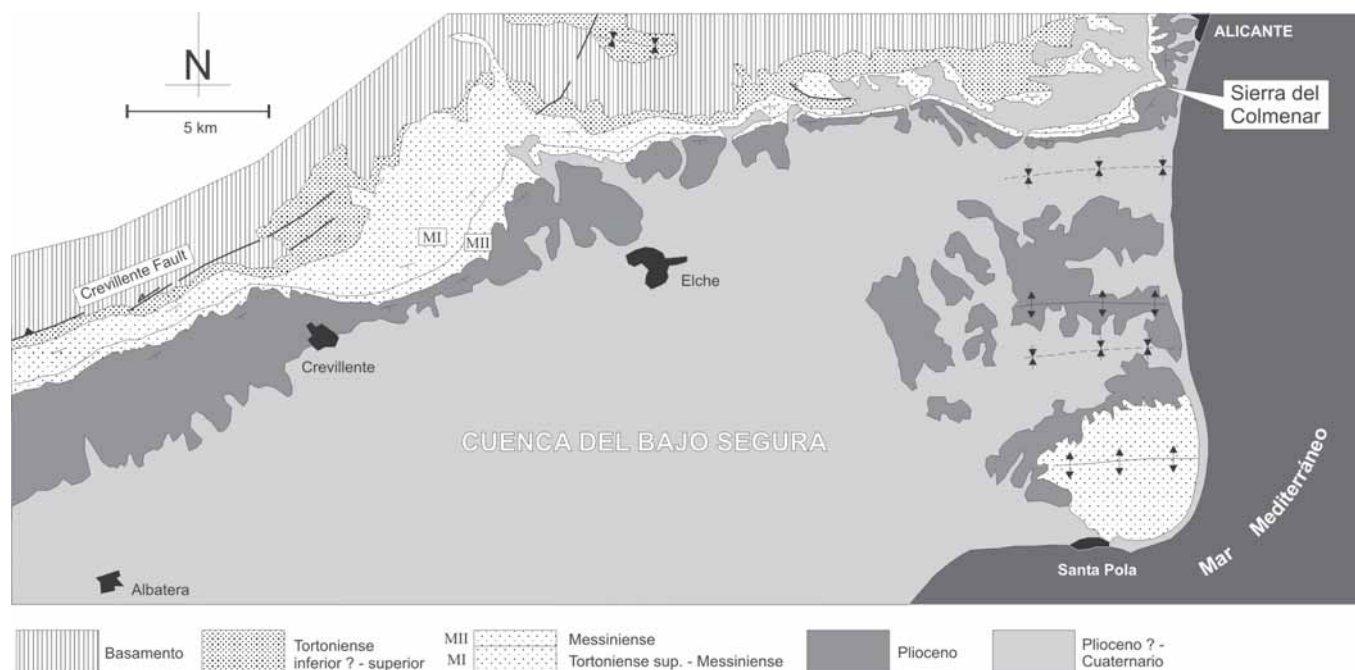 ALICANTE
N
5 km
Sierra del
Colmenar
MI
MII
Crevillente Fault
Elche
Crevillente
CUENCA DEL BAJO SEGURA
Mar Mediterráneo
Santa Pola
Albatera
Basamento
Tortoniense
inferior ? - superior
MII
MI
Messiniense
Tortoniense sup. - Messiniense
Plioceno
Plioceno ? -
Cuaternario